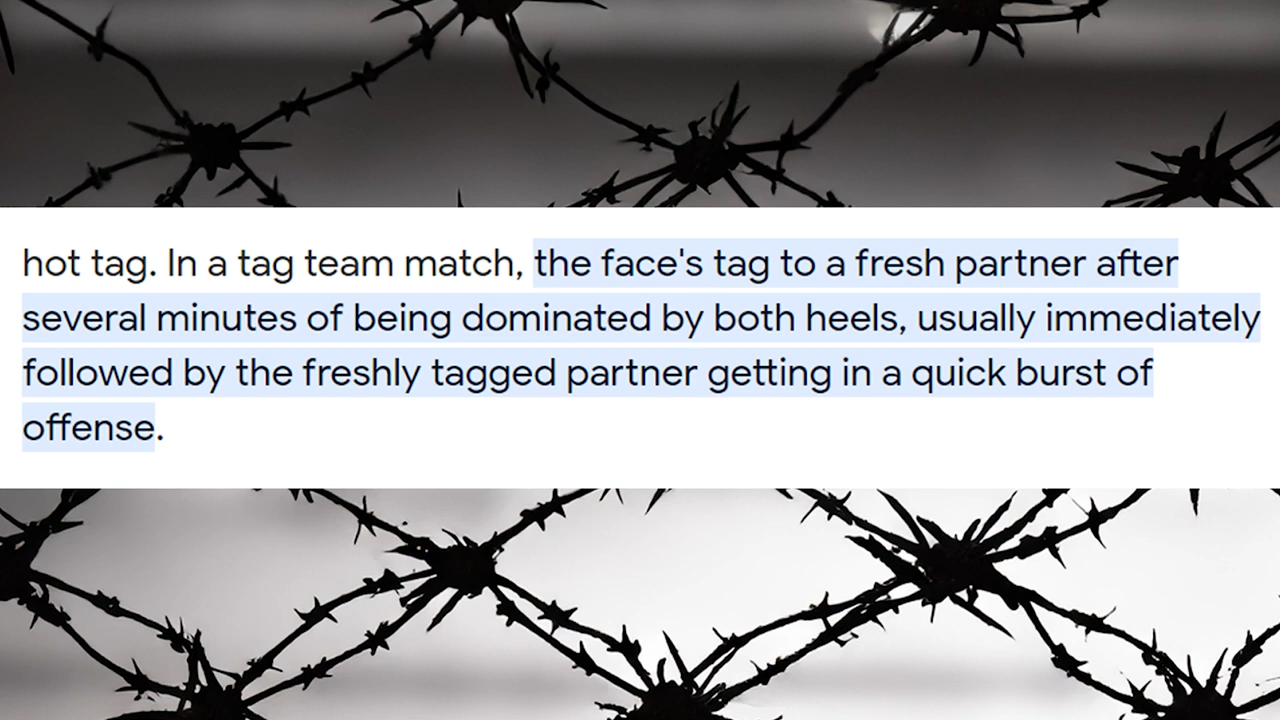 hot tag. In a tag team match, the face's tag to a fresh partner after
several minutes of being dominated by both heels, usually immediately
followed by the freshly tagged partner getting in a quick burst of
offense.